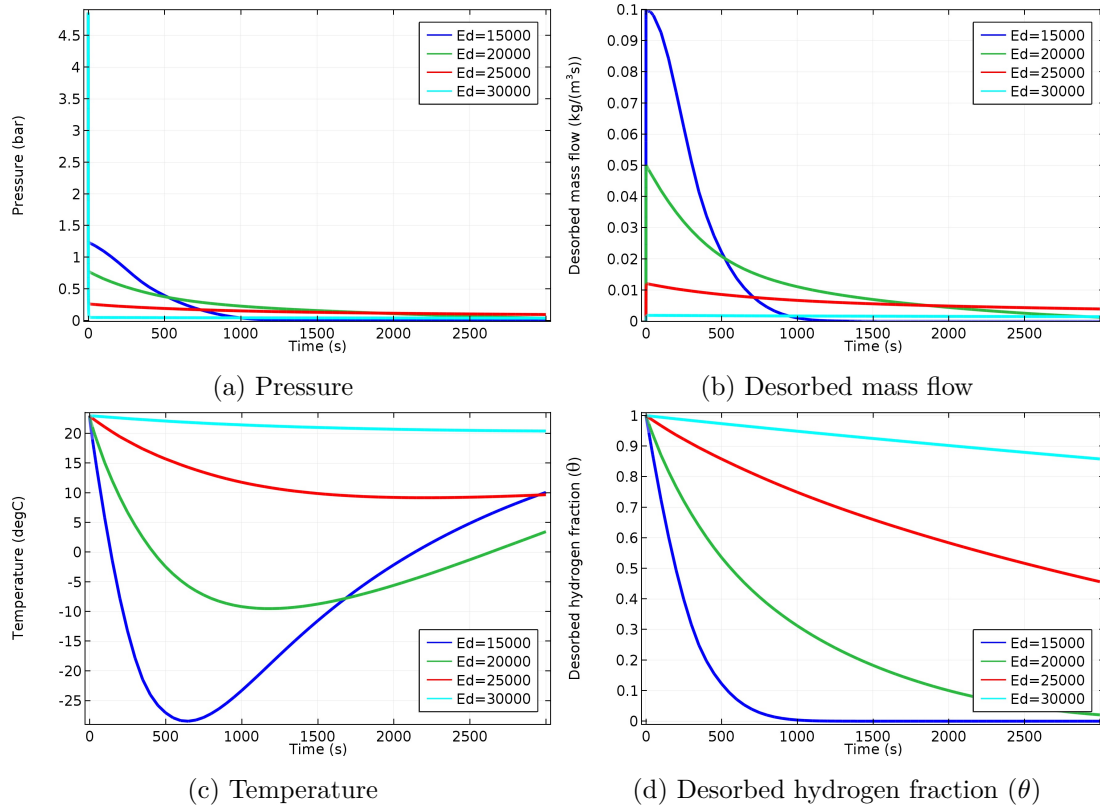 Pressure (bar)
4.5
4
3.5
3
2.5
2
1.5
1
0.5
0
0
500
1000
1500
2000
2500
Time (s)
Ed=15000
Ed=20000
Ed=25000
Ed=30000
(a) Pressure
Desorbed mass flow (kg/(m³s)
0.1
0.09
0.08
0.07
0.06
0.05
0.04
0.03
0.02
0.01
0
0
500
1000
1500
2000
2500
Time (s)
Ed=15000
Ed=20000
Ed=25000
Ed=30000
(b) Desorbed mass flow
Temperature (degC)
20
15
10
5
0
-5
-10
-15
-20
-25
0
500
1000
1500
2000
2500
Time (s)
Ed=15000
Ed=20000
Ed=25000
Ed=30000
(c) Temperature
Desorbed hydrogen fraction (θ)
1
0.9
0.8
0.7
0.6
0.5
0.4
0.3
0.2
0.1
0
0
500
1000
1500
2000
2500
Time (s)
Ed=15000
Ed=20000
Ed=25000
Ed=30000
(d) Desorbed hydrogen fraction (θ)